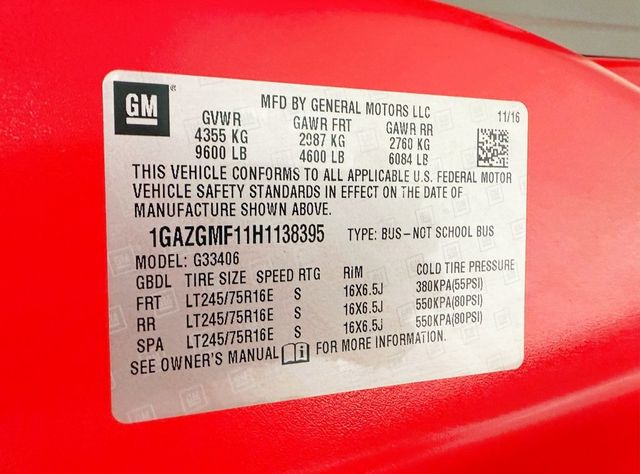 GM
MFD BY GENERAL MOTORS LLC
11/16
GVWR GAWR FRT GAWR RR
4355 KG 2087 KG 2760 KG
9600 LB 4600 LB 6084 LB
THIS VEHICLE CONFORMS TO ALL APPLICABLE U.S. FEDERAL MOTOR
VEHICLE SAFETY STANDARDS IN EFFECT ON THE DATE OF
MANUFACTURE SHOWN ABOVE.
1GAZGMF11H1138395 TYPE: BUS–NOT SCHOOL BUS
MODEL: G33406
GBDL TIRE SIZE SPEED RTG RIM COLD TIRE PRESSURE
FRT LT245/75R16E S 16X6.5J 380KPA(55PSI)
RR LT245/75R16E S 16X6.5J 550KPA(80PSI)
SPA LT245/75R16E S 16X6.5J 550KPA(80PSI)
SEE OWNER'S MANUAL FOR MORE INFORMATION.